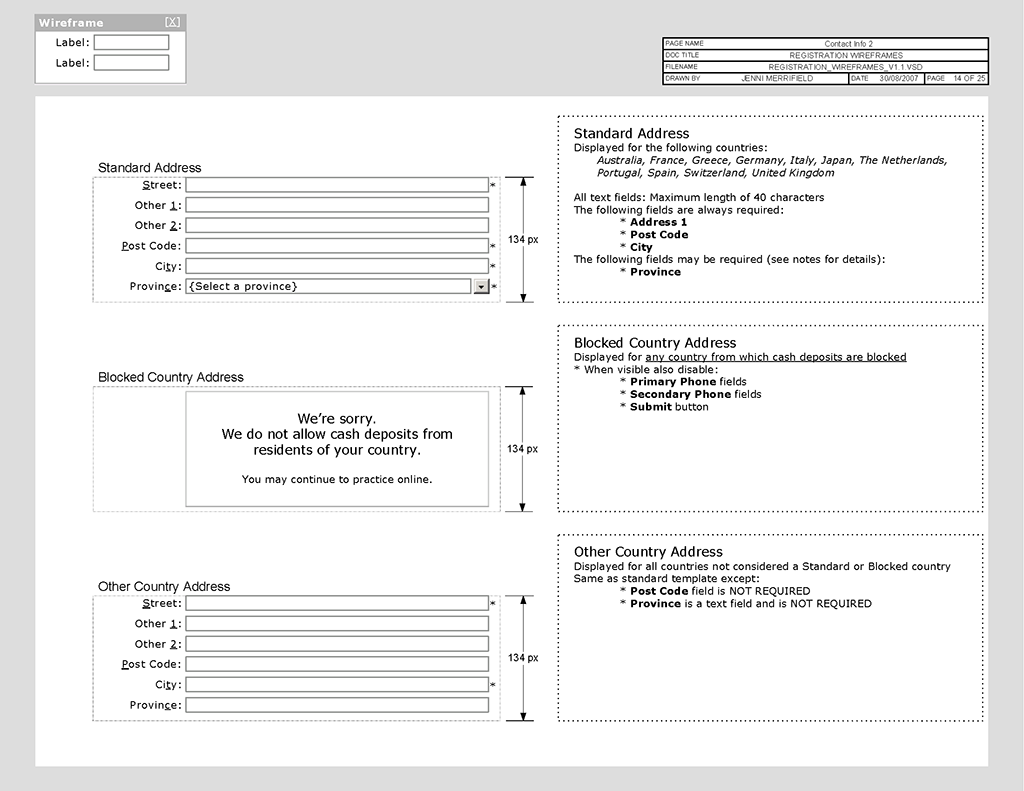 Wireframe [X]
Label:
Label:
PAGE NAME Contact Info 2
DOC TITLE REGISTRATION WIREFRAMES
FILENAME REGISTRATION_WIREFRAMES_V1.1.VSD
DRAWN BY JENNI MERRIFIELD DATE 30/08/2007 PAGE 14 OF 25
Standard Address
Street: *
Other 1:
Other 2:
Post Code: *
City: *
Province: {Select a province} *
134 px
Standard Address
Displayed for the following countries:
Australia, France, Greece, Germany, Italy, Japan, The Netherlands,
Portugal, Spain, Switzerland, United Kingdom
All text fields: Maximum length of 40 characters
The following fields are always required:
* Address 1
* Post Code
* City
The following fields may be required (see notes for details):
* Province
Blocked Country Address
We're sorry.
We do not allow cash deposits from
residents of your country.
You may continue to practice online.
134 px
Blocked Country Address
Displayed for any country from which cash deposits are blocked
* When visible also disable:
* Primary Phone fields
* Secondary Phone fields
* Submit button
Other Country Address
Street: *
Other 1:
Other 2:
Post Code:
City: *
Province:
134 px
Other Country Address
Displayed for all countries not considered a Standard or Blocked country
Same as standard template except:
* Post Code field is NOT REQUIRED
* Province is a text field and is NOT REQUIRED